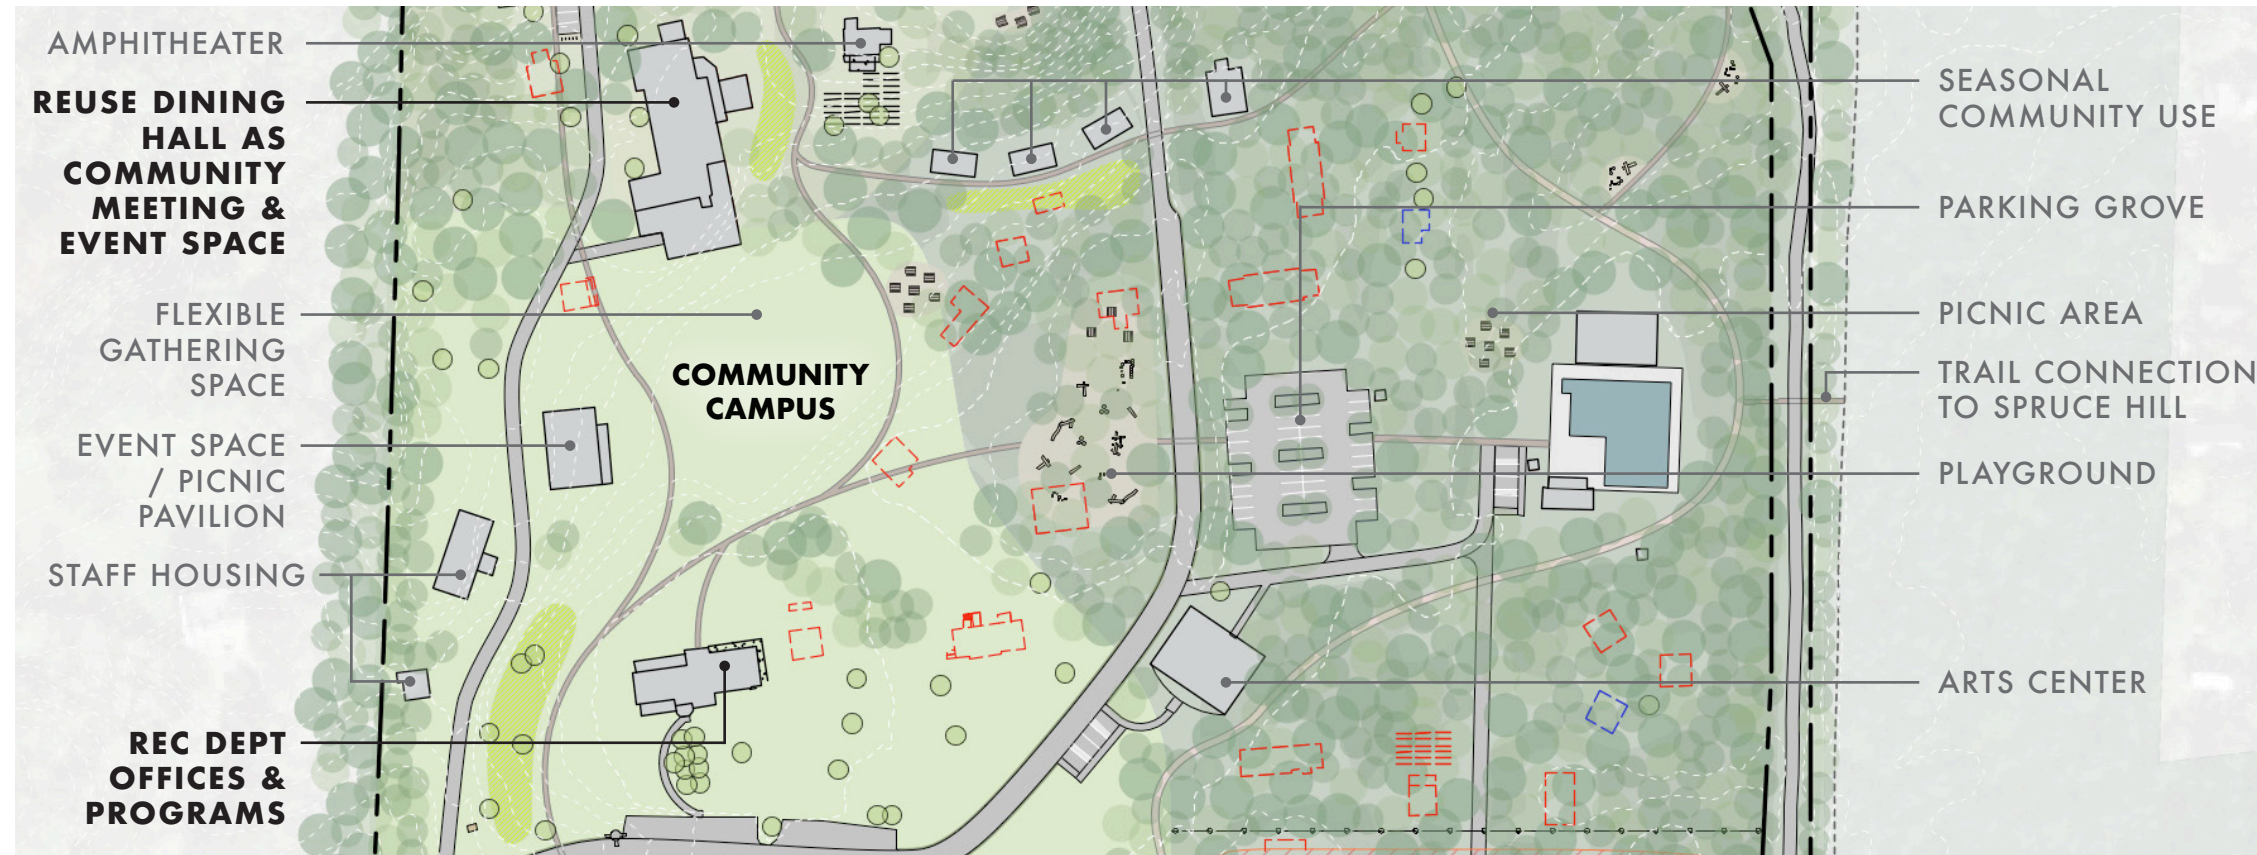 AMPHITHEATER
REUSE DINING
HALL AS
COMMUNITY
MEETING &
EVENT SPACE
FLEXIBLE
GATHERING
SPACE
EVENT SPACE
/ PICNIC
PAVILION
STAFF HOUSING
REC DEPT
OFFICES &
PROGRAMS
COMMUNITY
CAMPUS
SEASONAL
COMMUNITY USE
PARKING GROVE
PICNIC AREA
TRAIL CONNECTION
TO SPRUCE HILL
PLAYGROUND
ARTS CENTER